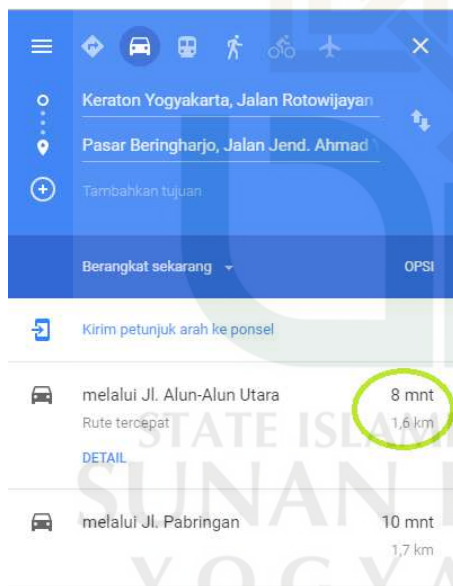 Keraton Yogyakarta, Jalan Rotowijayan
Pasar Beringharjo, Jalan Jend. Ahmad
Tambahkan tujuan
Berangkat sekarang
OPSI
Kirim petunjuk arah ke ponsel
melalui Jl. Alun-Alun Utara 8 mnt
Rute tercepat 1,6 km
DETAIL
STATE ISLAMI
SUNAN
melalui Jl. Pabringan 10 mnt
1,7 km
YOGYA